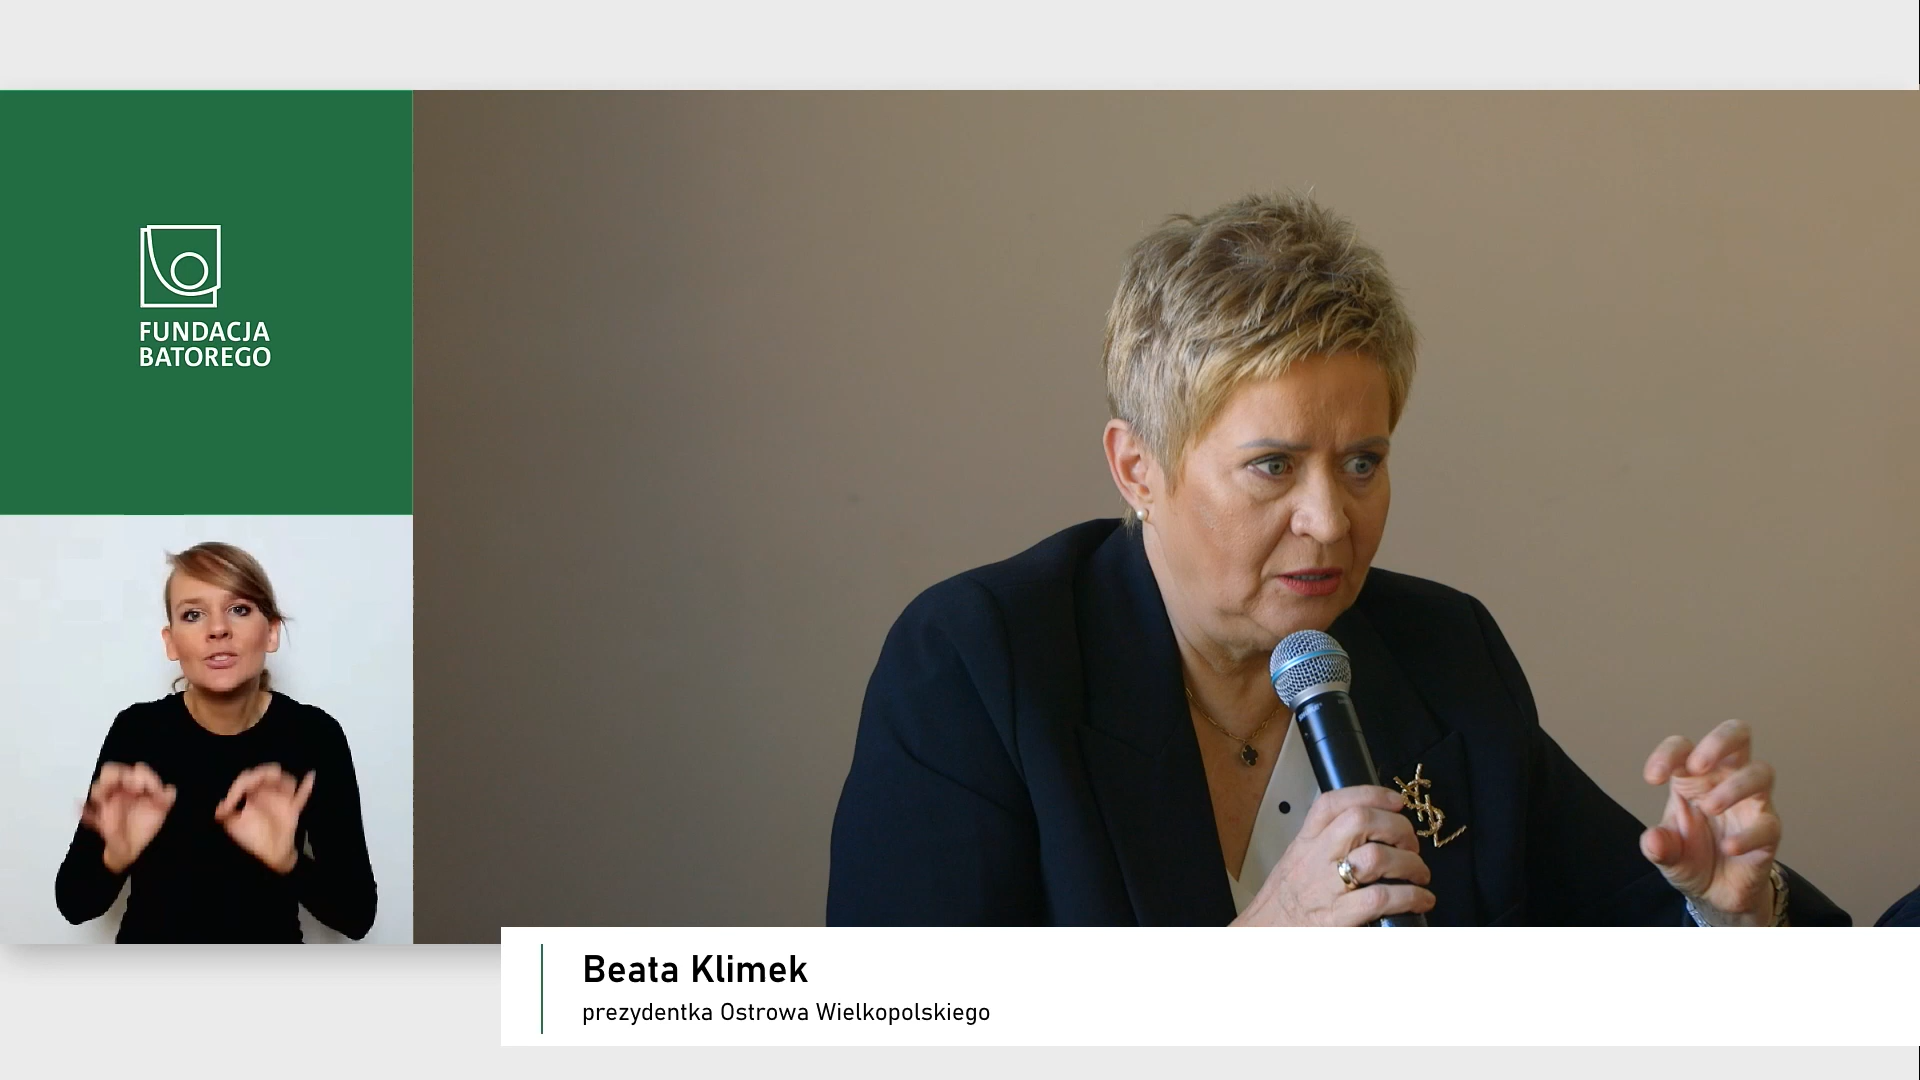 FUNDACJA
BATOREGO
Beata Klimek
prezydentka Ostrowa Wielkopolskiego